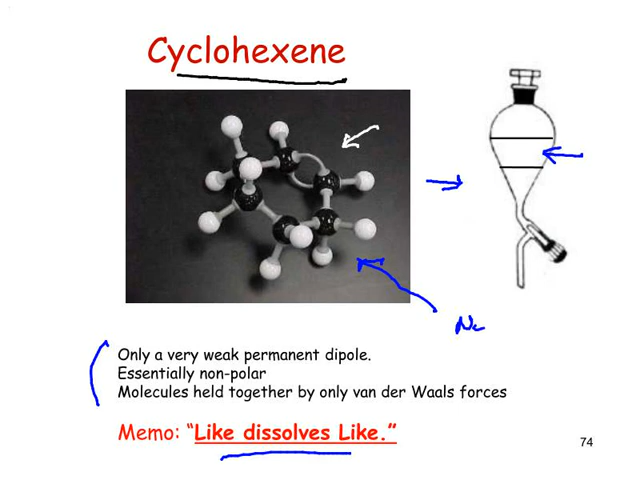 Cyclohexene
Only a very weak permanent dipole.
Essentially non-polar
Molecules held together by only van der Waals forces
Memo: “Like dissolves Like.”
74